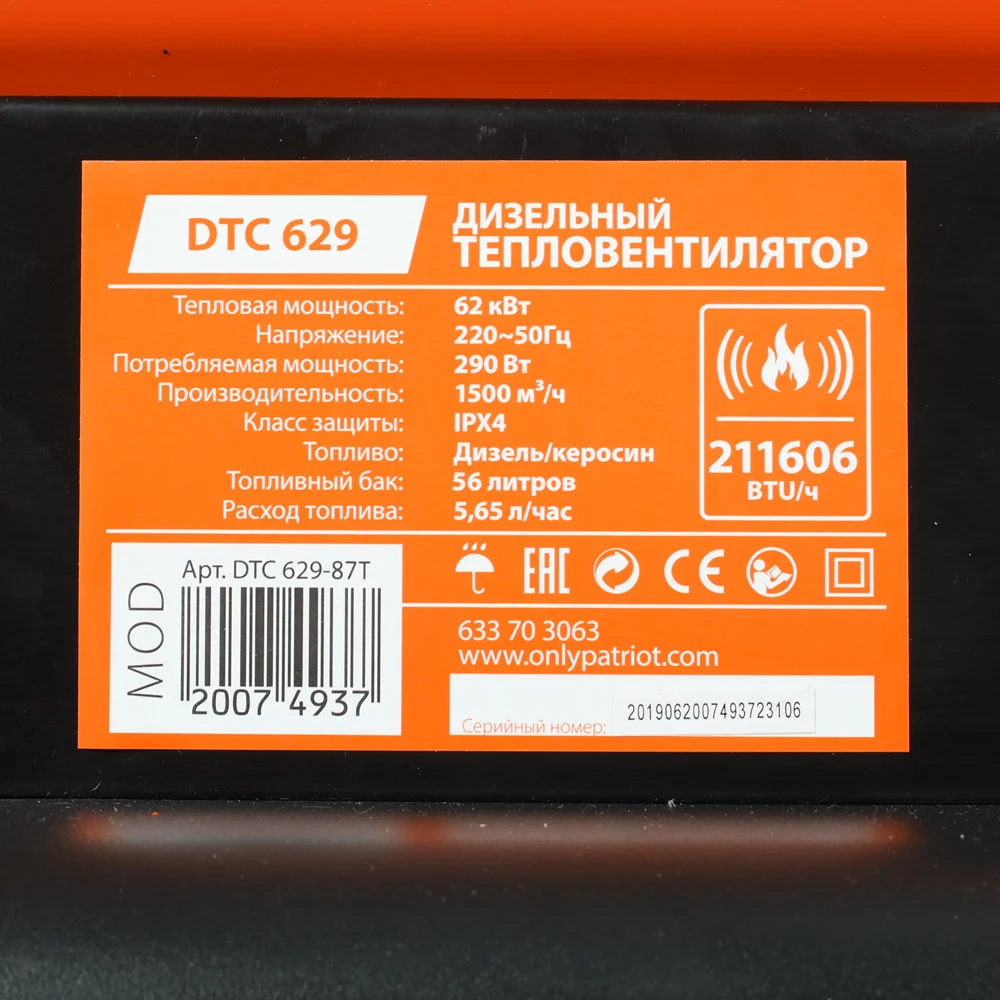 DTC 629
ДИЗЕЛЬНЫЙ
ТЕПЛОВЕНТИЛЯТОР
Тепловая мощность: 62 кВт
Напряжение: 220~50Гц
Потребляемая мощность: 290 Вт
Производительность: 1500 м³/ч
Класс защиты: IPX4
Топливо: Дизель/керосин
Топливный бак: 56 литров
Расход топлива: 5,65 л/час
211606
BTU/ч
MOD
Арт. DTC 629-87T
2007 4937
EAC
CE
633 70 3063
www.onlypatriot.com
Серийный номер: 2019062007493723106